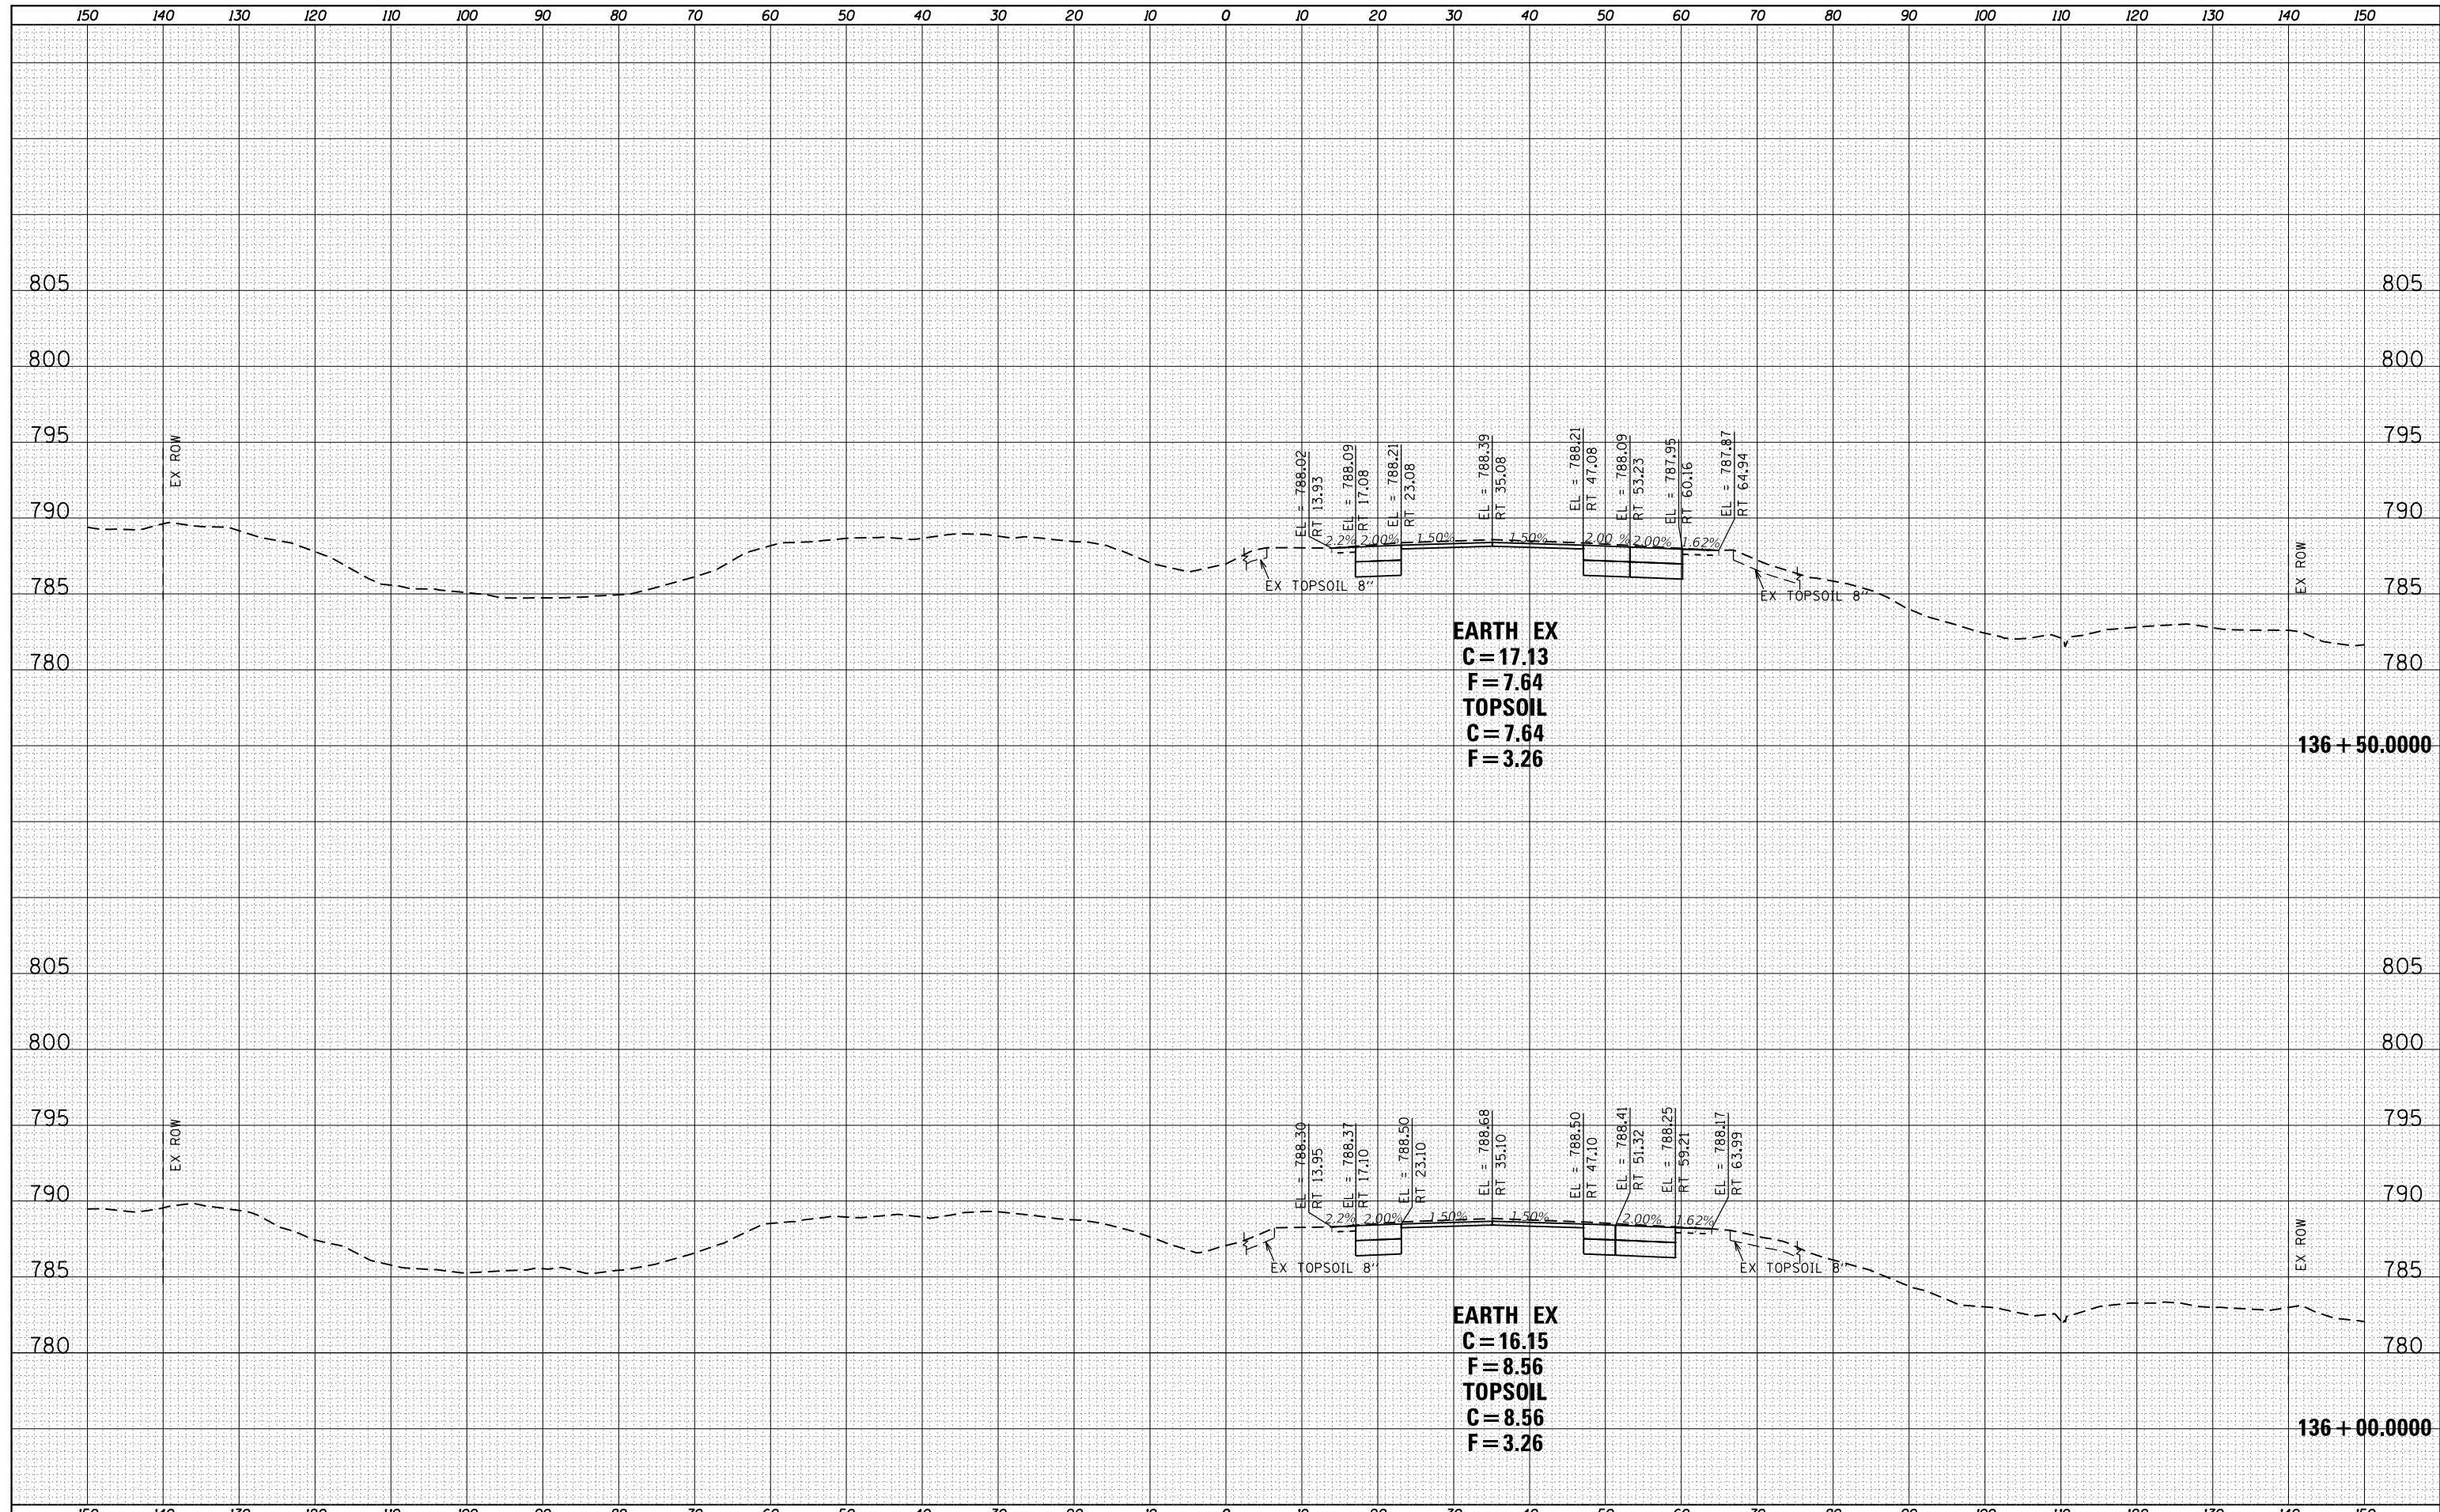 150 140 130 120 110 100 90 80 70 60 50 40 30 20 10 0 10 20 30 40 50 60 70 80 90 100 110 120 130 140 150
805 805
800 800
795 795
EX ROW
EL = 788.02
RT 13.93
EL = 788.09
RT 17.08
EL = 788.21
RT 23.08
EL = 788.39
RT 35.08
EL = 788.21
RT 47.08
EL = 788.09
RT 53.23
EL = 787.95
RT 60.16
EL = 787.87
RT 64.94
790 790
2.2% 2.00% 1.50% 1.50% 2.00 % 2.00% 1.62%
EX ROW
785 785
EX TOPSOIL 8"
EX TOPSOIL 8"
EARTH EX
C = 17.13
780 780
F = 7.64
TOPSOIL
C = 7.64
F = 3.26
136 + 50.0000
805 805
800 800
795 795
EX ROW
EL = 788.30
RT 13.95
EL = 788.37
RT 17.10
EL = 788.50
RT 23.10
EL = 788.68
RT 35.10
EL = 788.50
RT 47.10
EL = 788.41
RT 51.32
EL = 788.25
RT 59.21
EL = 788.17
RT 63.99
790 790
2.2% 2.00% 1.50% 1.50% 2.00% 1.62%
EX ROW
785 785
EX TOPSOIL 8"
EX TOPSOIL 8"
EARTH EX
C = 16.15
780 780
F = 8.56
TOPSOIL
C = 8.56
F = 3.26
136 + 00.0000